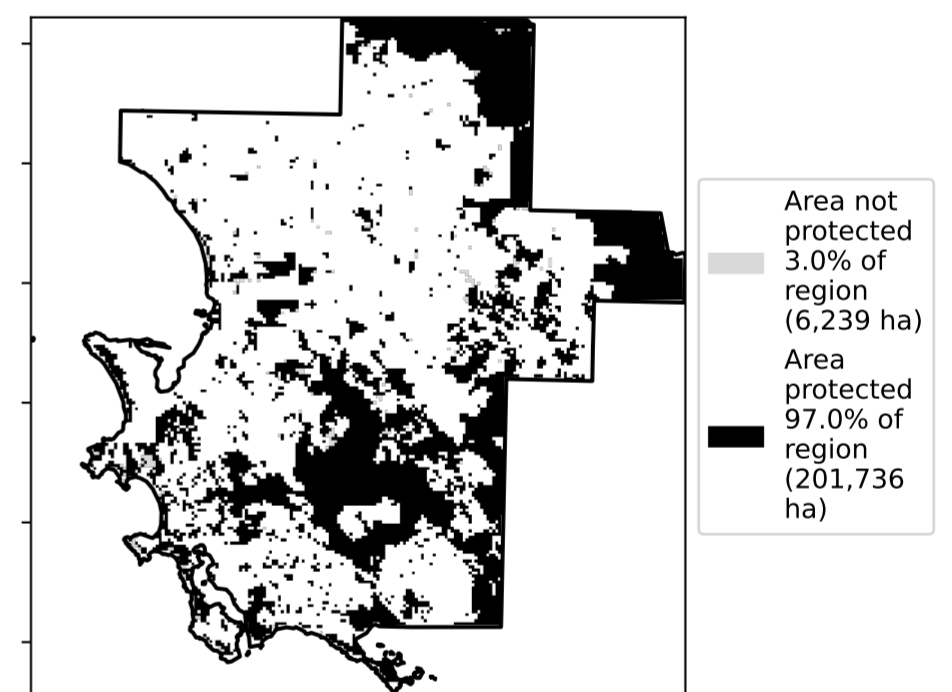 Area not
protected
3.0% of
region
(6,239 ha)
Area
protected
97.0% of
region
(201,736
ha)